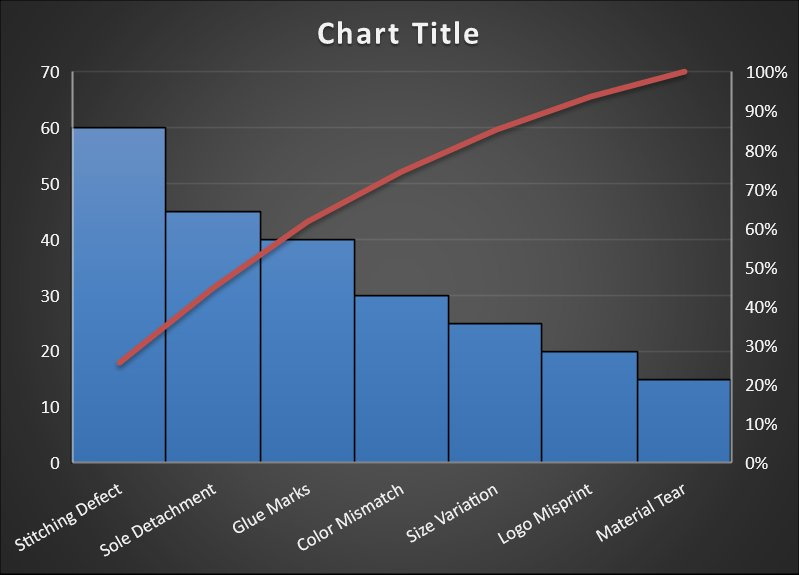 Chart Title
70
60
50
40
30
20
10
0
100%
90%
80%
70%
60%
50%
40%
30%
20%
10%
0%
Stitching Defect
Sole Detachment
Glue Marks
Color Mismatch
Size Variation
Logo Misprint
Material Tear